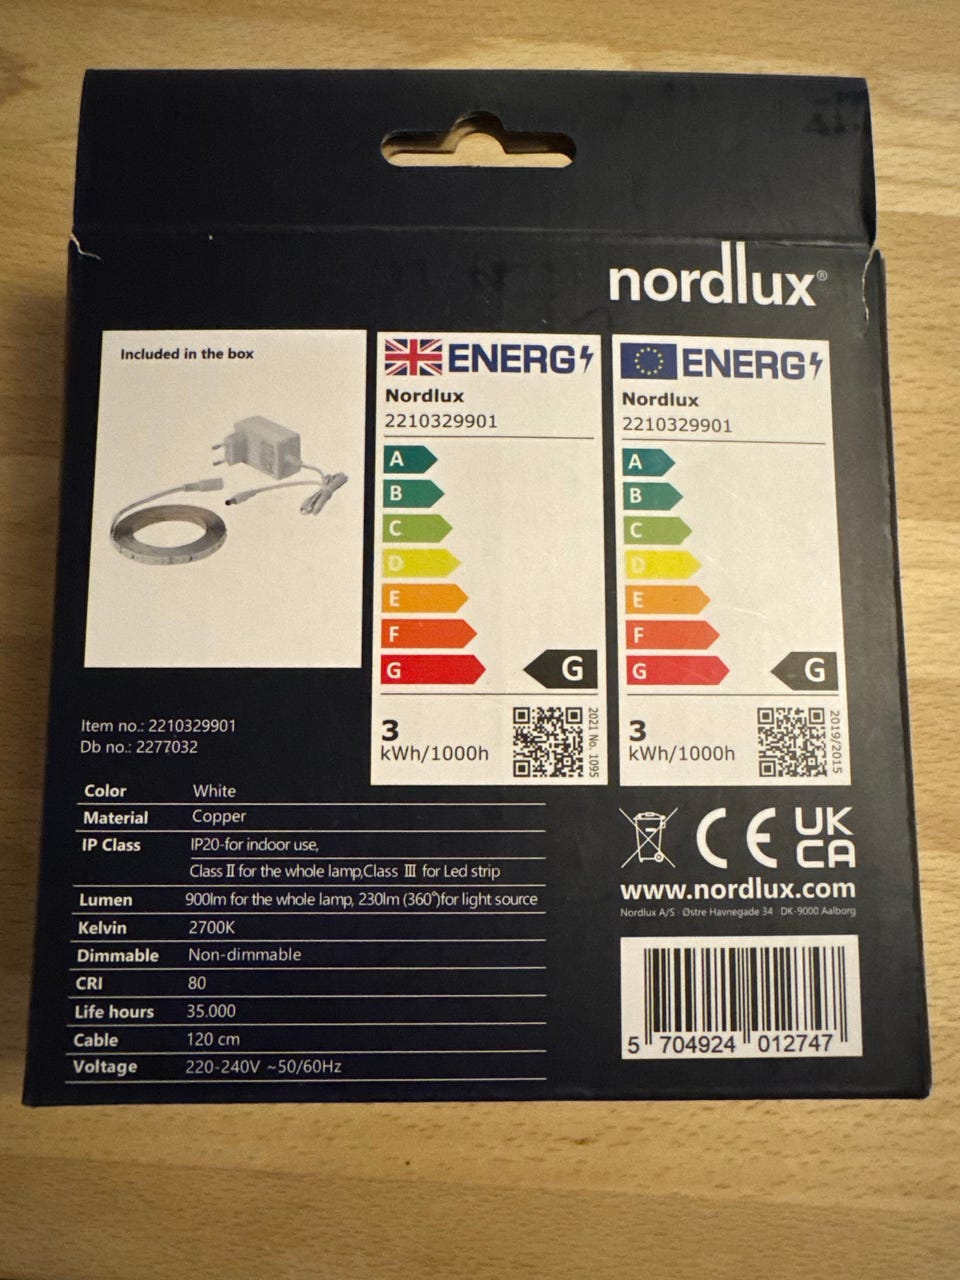 nordlux®
Included in the box
ENERG
Nordlux
2210329901
A
B
C
D
E
F
G
G
3
kWh/1000h
2021 No. 1095
ENERG
Nordlux
2210329901
A
B
C
D
E
F
G
G
3
kWh/1000h
2019/2015
Item no.: 2210329901
Db no.: 2277032
Color White
Material Copper
IP Class IP20-for indoor use,
Class II for the whole lamp,Class III for Led strip
Lumen 900lm for the whole lamp, 230lm (360°)for light source
Kelvin 2700K
Dimmable Non-dimmable
CRI 80
Life hours 35.000
Cable 120 cm
Voltage 220-240V ~50/60Hz
CE
UK
CA
www.nordlux.com
Nordlux A/S · Østre Havnegade 34 · DK-9000 Aalborg
5 704924 012747